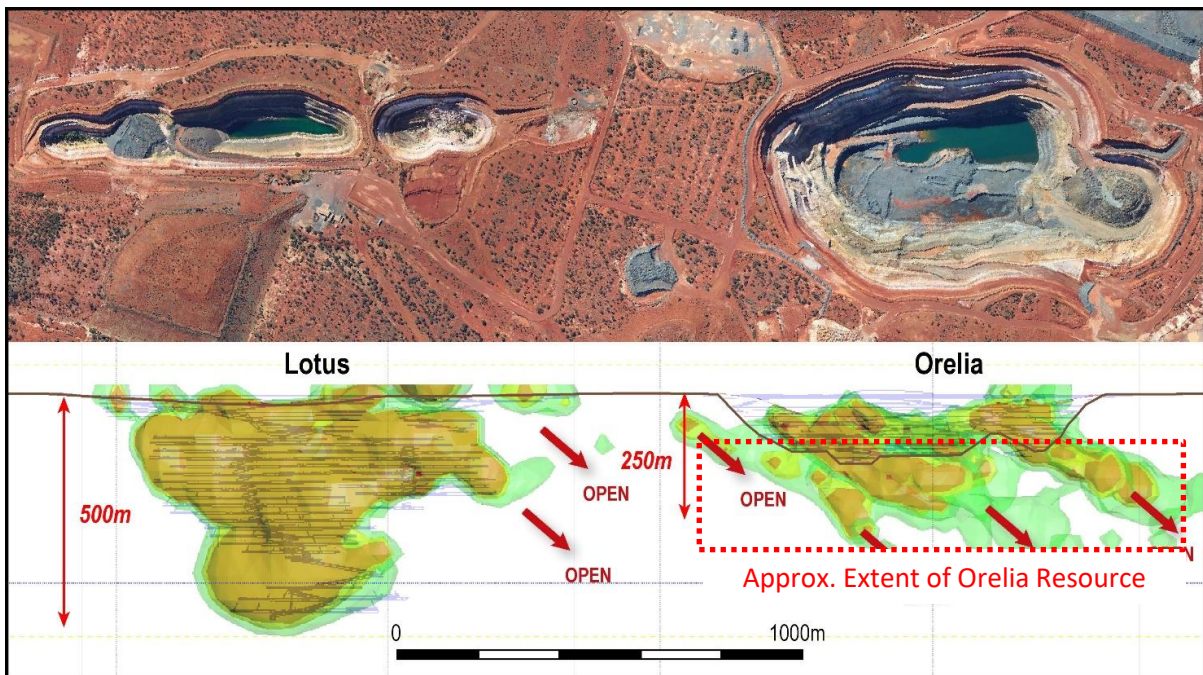 Lotus
Orelia
500m
250m
OPEN
OPEN
OPEN
N
Approx. Extent of Orelia Resource
0
1000m